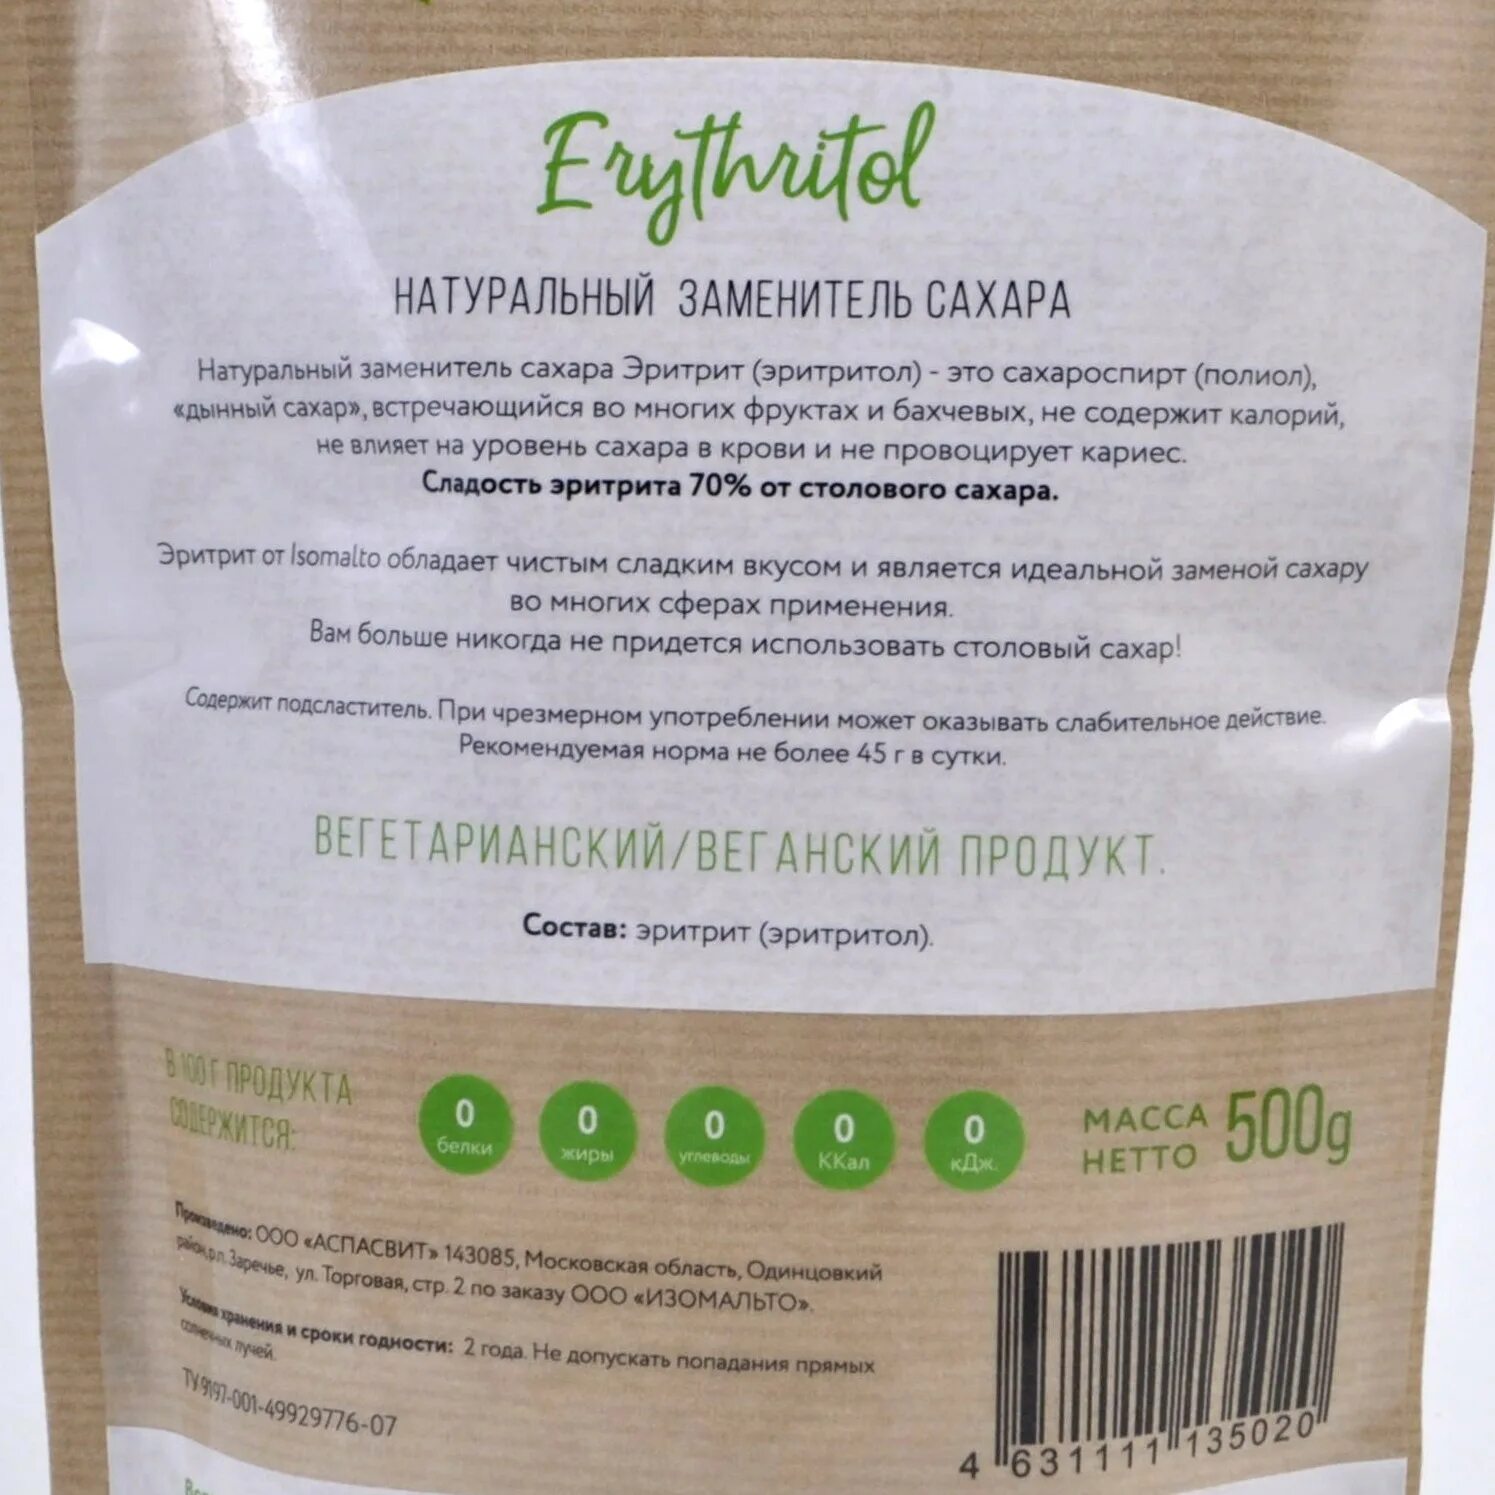 Erythritol
НАТУРАЛЬНЫЙ ЗАМЕНИТЕЛЬ САХАРА
Натуральный заменитель сахара Эритрит (эритритол) - это сахароспирт (полиол),
«дынный сахар», встречающийся во многих фруктах и бахчевых, не содержит калорий,
не влияет на уровень сахара в крови и не провоцирует кариес.
Сладость эритрита 70% от столового сахара.
Эритрит от Isomalto обладает чистым сладким вкусом и является идеальной заменой сахару
во многих сферах применения.
Вам больше никогда не придется использовать столовый сахар!
Содержит подсластитель. При чрезмерном употреблении может оказывать слабительное действие.
Рекомендуемая норма не более 45 г в сутки.
ВЕГЕТАРИАНСКИЙ/ВЕГАНСКИЙ ПРОДУКТ.
Состав: эритрит (эритритол).
В 100 Г ПРОДУКТА
СОДЕРЖИТСЯ:
0 белки
0 жиры
0 углеводы
0 ККал
0 кДж.
МАССА НЕТТО 500g
Произведено: ООО «АСПАСВИТ» 143085, Московская область, Одинцовкий
район, р.п. Заречье, ул. Торговая, стр. 2 по заказу ООО «ИЗОМАЛЬТО».
Условия хранения и сроки годности: 2 года. Не допускать попадания прямых
солнечных лучей.
ТУ 9197-001-49929776-07
4 631111 135020